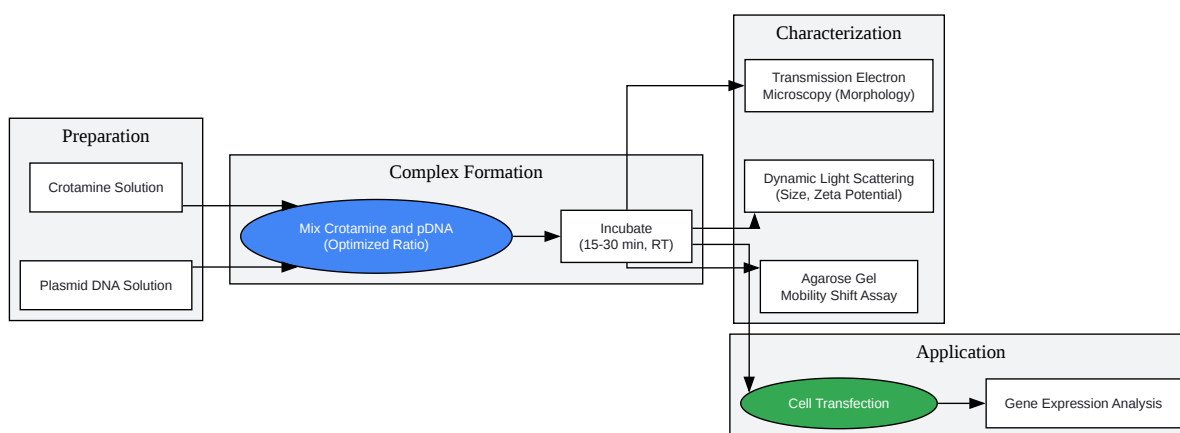 Preparation
Crotamine Solution
Plasmid DNA Solution
Complex Formation
Mix Crotamine and pDNA
(Optimized Ratio)
Incubate
(15-30 min, RT)
Characterization
Transmission Electron
Microscopy (Morphology)
Dynamic Light Scattering
(Size, Zeta Potential)
Agarose Gel
Mobility Shift Assay
Application
Cell Transfection
Gene Expression Analysis